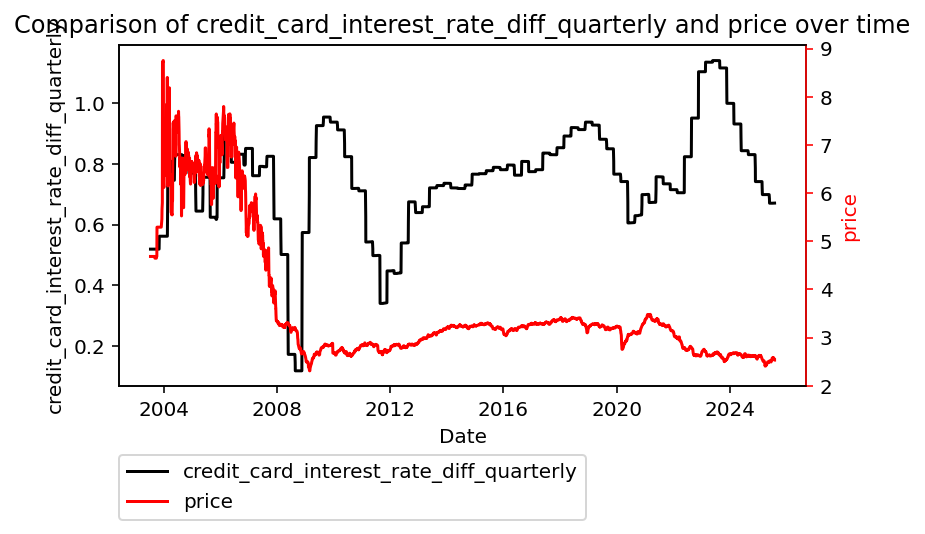 Comparison of credit_card_interest_rate_diff_quarterly and price over time
credit_card_interest_rate_diff_quarterly
1.0
0.8
0.6
0.4
0.2
9
8
7
6
5
4
3
2
price
2004 2008 2012 2016 2020 2024
Date
credit_card_interest_rate_diff_quarterly
price